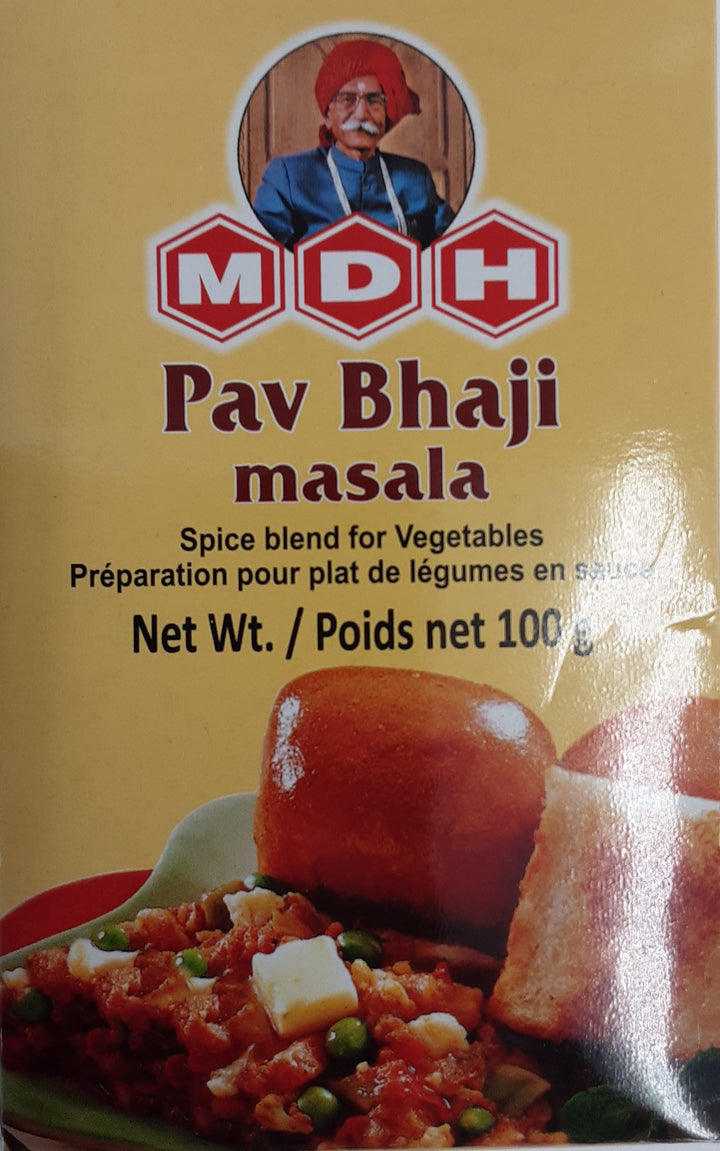 MDH
Pav Bhaji
masala
Spice blend for Vegetables
Préparation pour plat de légumes en sauce
Net Wt. / Poids net 100 g